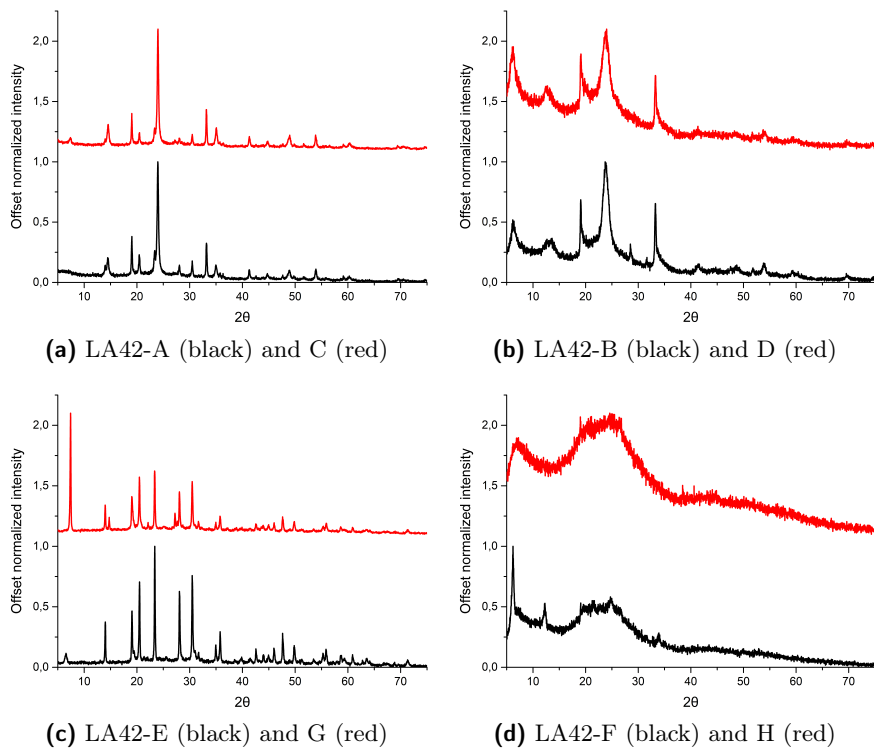 Offset normalized intensity
2,0
1,5
1,0
0,5
0,0
10 20 30 40 50 60 70
2θ
(a) LA42-A (black) and C (red)
Offset normalized intensity
2,0
1,5
1,0
0,5
0,0
10 20 30 40 50 60 70
2θ
(b) LA42-B (black) and D (red)
Offset normalized intensity
2,0
1,5
1,0
0,5
0,0
10 20 30 40 50 60 70
2θ
(c) LA42-E (black) and G (red)
Offset normalized intensity
2,0
1,5
1,0
0,5
0,0
10 20 30 40 50 60 70
2θ
(d) LA42-F (black) and H (red)